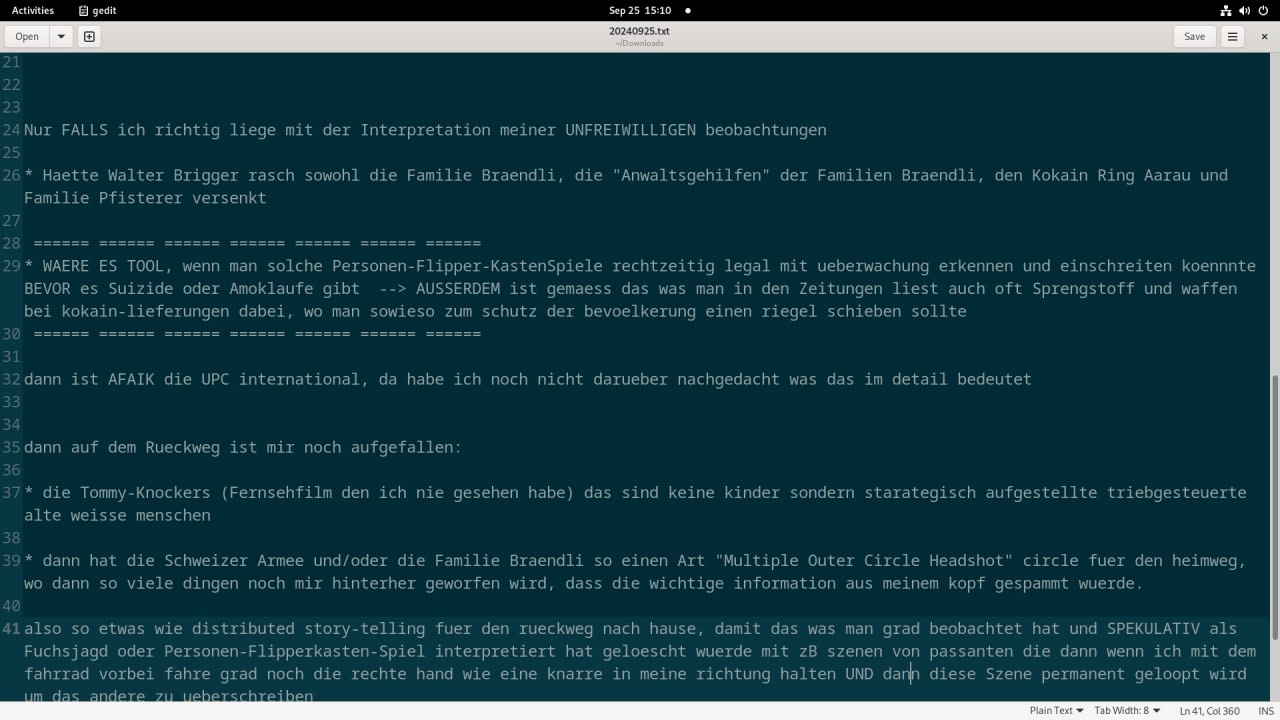 Activities
gedit
Sep 25 15:10
Open
20240925.txt
~/Downloads
Save
21
22
23
24 Nur FALLS ich richtig liege mit der Interpretation meiner UNFREIWILLIGEN beobachtungen
25
26 * Haette Walter Brigger rasch sowohl die Familie Braendli, die "Anwaltsgehilfen" der Familien Braendli, den Kokain Ring Aarau und
Familie Pfisterer versenkt
27
28 ====== ====== ====== ====== ====== ====== ======
29 * WAERE ES TOOL, wenn man solche Personen-Flipper-KastenSpiele rechtzeitig legal mit ueberwachung erkennen und einschreiten koennnte
BEVOR es Suizide oder Amoklaufe gibt --> AUSSERDEM ist gemaess das was man in den Zeitungen liest auch oft Sprengstoff und waffen
bei kokain-lieferungen dabei, wo man sowieso zum schutz der bevoelkerung einen riegel schieben sollte
30 ====== ====== ====== ====== ====== ====== ======
31
32 dann ist AFAIK die UPC international, da habe ich noch nicht darueber nachgedacht was das im detail bedeutet
33
34
35 dann auf dem Rueckweg ist mir noch aufgefallen:
36
37 * die Tommy-Knockers (Fernsehfilm den ich nie gesehen habe) das sind keine kinder sondern starategisch aufgestellte triebgesteuerte
alte weisse menschen
38
39 * dann hat die Schweizer Armee und/oder die Familie Braendli so einen Art "Multiple Outer Circle Headshot" circle fuer den heimweg,
wo dann so viele dingen noch mir hinterher geworfen wird, dass die wichtige information aus meinem kopf gespammt wuerde.
40
41 also so etwas wie distributed story-telling fuer den rueckweg nach hause, damit das was man grad beobachtet hat und SPEKULATIV als
Fuchsjagd oder Personen-Flipperkasten-Spiel interpretiert hat geloescht wuerde mit zB szenen von passanten die dann wenn ich mit dem
fahrrad vorbei fahre grad noch die rechte hand wie eine knarre in meine richtung halten UND dann diese Szene permanent geloopt wird
um das andere zu ueberschreiben
Plain Text
Tab Width: 8
Ln 41, Col 360
INS